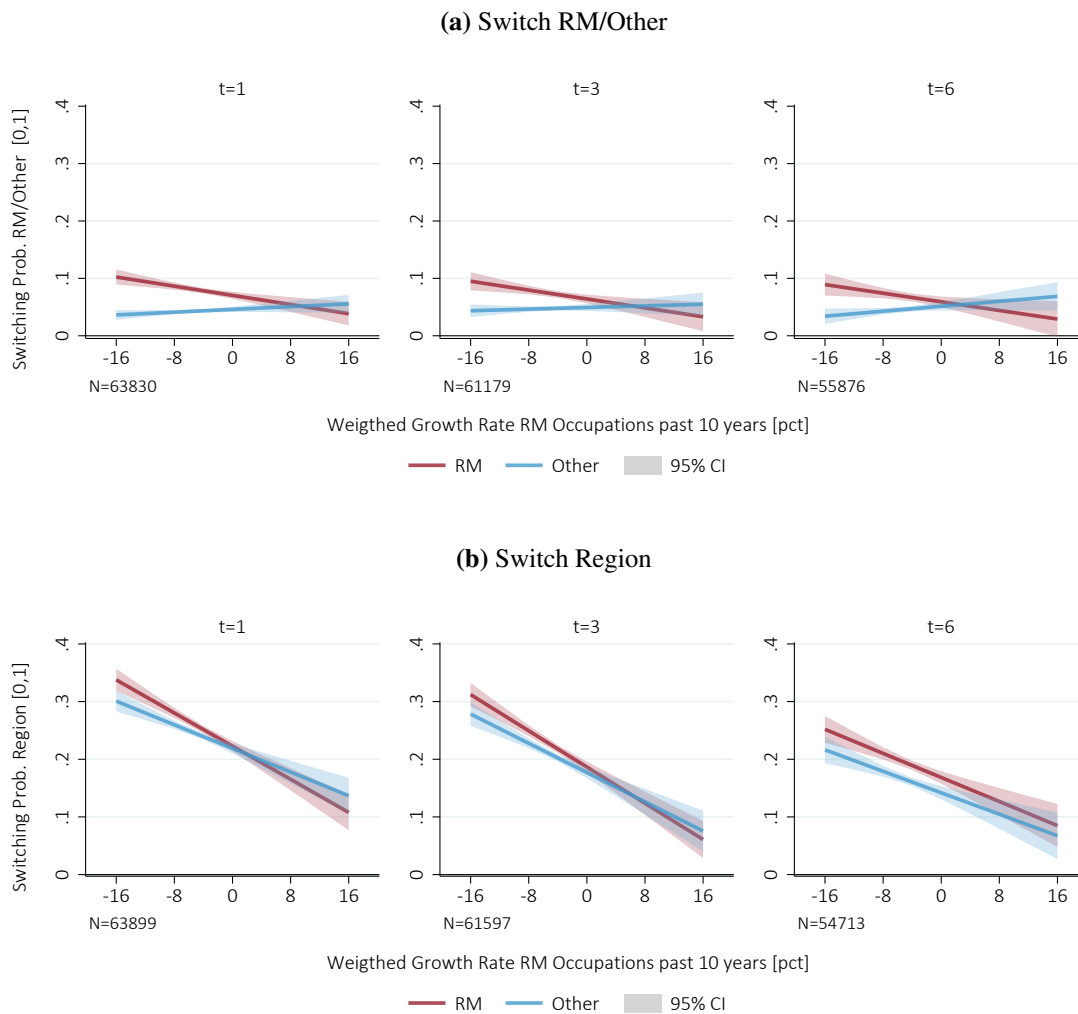 (a) Switch RM/Other
t=1 t=3 t=6
Switching Prob. RM/Other [0,1]
.4 .4 .4
.3 .3 .3
.2 .2 .2
.1 .1 .1
0 0 0
-16 -8 0 8 16 -16 -8 0 8 16 -16 -8 0 8 16
N=63830 N=61179 N=55876
Weigthed Growth Rate RM Occupations past 10 years [pct]
RM Other 95% CI
(b) Switch Region
t=1 t=3 t=6
Switching Prob. Region [0,1]
.4 .4 .4
.3 .3 .3
.2 .2 .2
.1 .1 .1
0 0 0
-16 -8 0 8 16 -16 -8 0 8 16 -16 -8 0 8 16
N=63899 N=61597 N=54713
Weigthed Growth Rate RM Occupations past 10 years [pct]
RM Other 95% CI